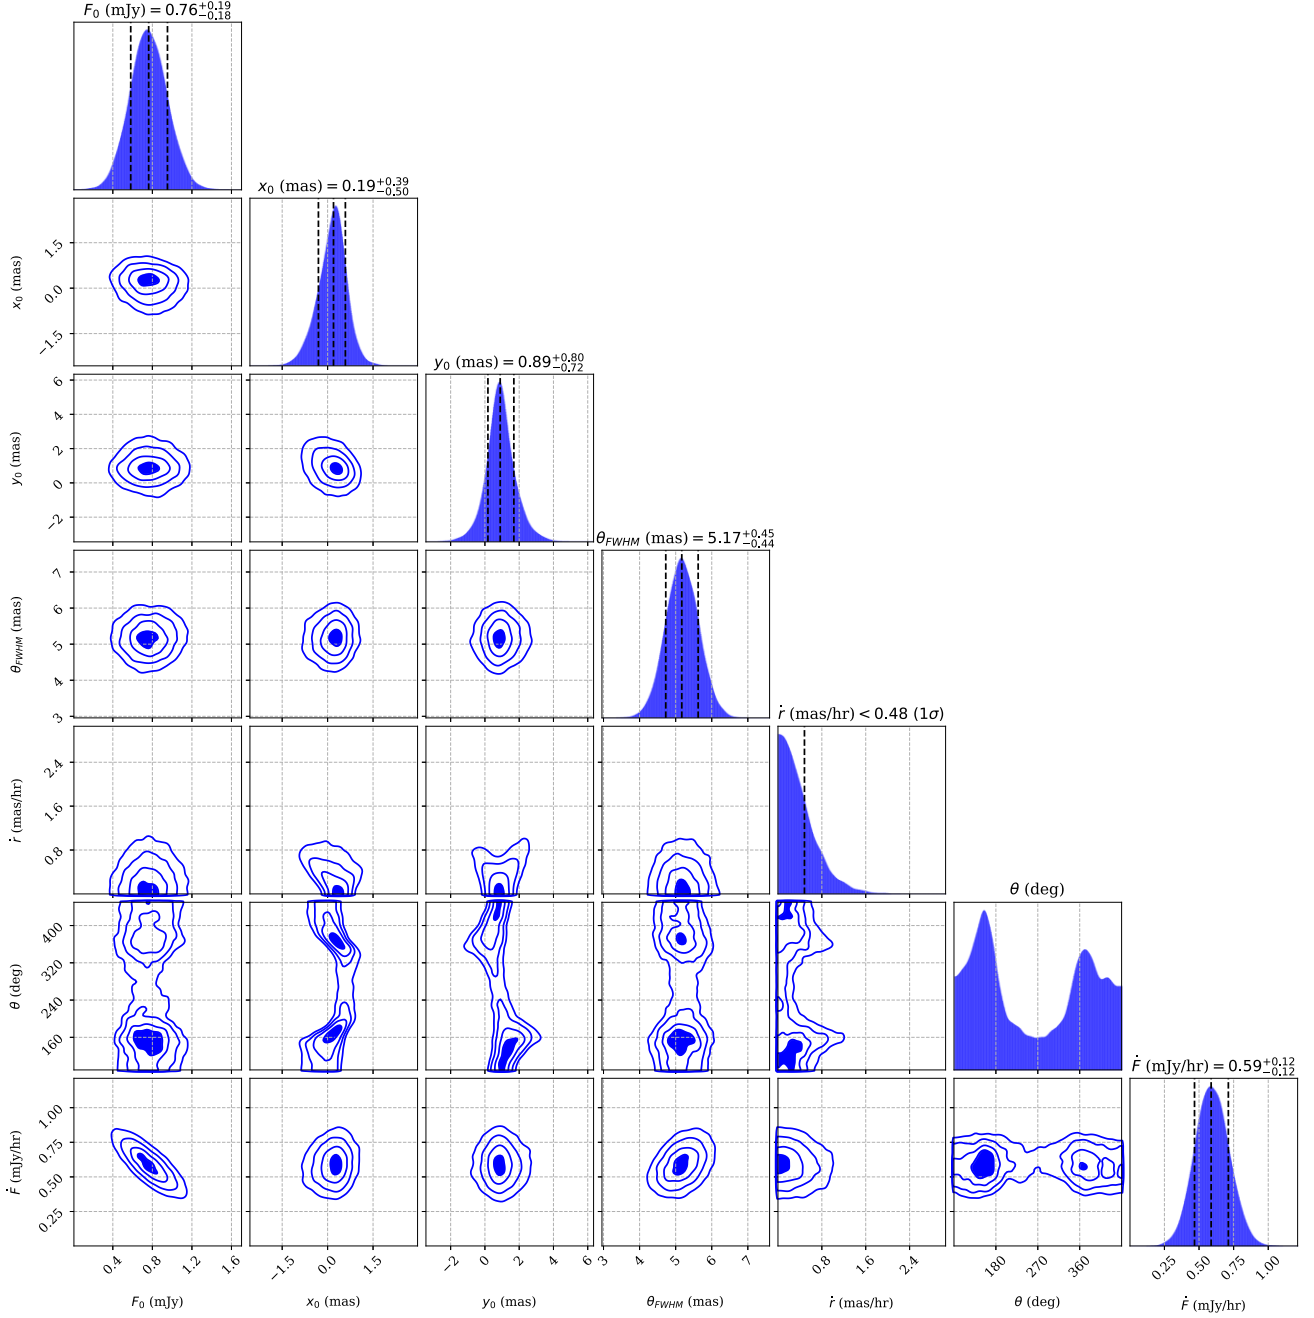 F₀ (mJy) = 0.76⁺⁰·¹⁹₋₀.₁₈
x₀ (mas) = 0.19⁺⁰·³⁹₋₀.₅₀
1.5
0.0
−1.5
x₀ (mas)
y₀ (mas) = 0.89⁺⁰·⁸⁰₋₀.₇₂
6
4
2
0
−2
y₀ (mas)
θ_FWHM (mas) = 5.17⁺⁰·⁴⁵₋₀.₄₄
7
6
5
4
3
θ_FWHM (mas)
ṙ (mas/hr) < 0.48 (1σ)
2.4
1.6
0.8
ṙ (mas/hr)
θ (deg)
400
320
240
160
θ (deg)
Ḟ (mJy/hr) = 0.59⁺⁰·¹²₋₀.₁₂
1.00
0.75
0.50
0.25
Ḟ (mJy/hr)
0.4 0.8 1.2 1.6
−1.5 0.0 1.5
−2 0 2 4 6
3 4 5 6 7
0.8 1.6 2.4
180 270 360
0.25 0.50 0.75 1.00
F₀ (mJy)
x₀ (mas)
y₀ (mas)
θ_FWHM (mas)
ṙ (mas/hr)
θ (deg)
Ḟ (mJy/hr)